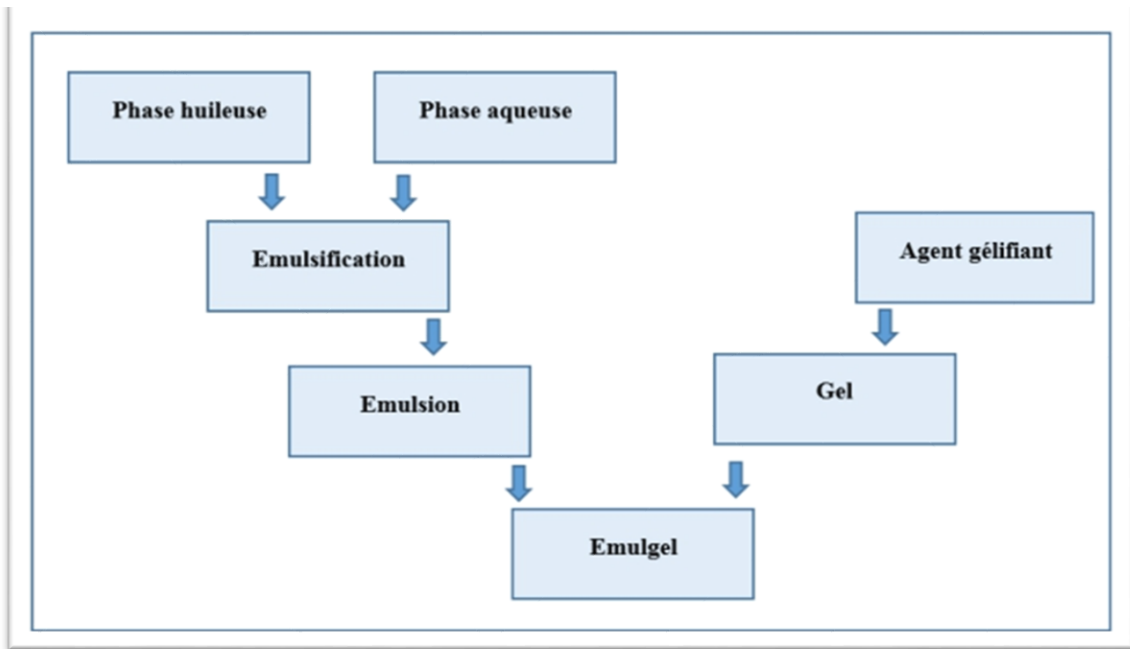 Phase huileuse
Phase aqueuse
Emulsification
Agent gélifiant
Emulsion
Gel
Emulgel